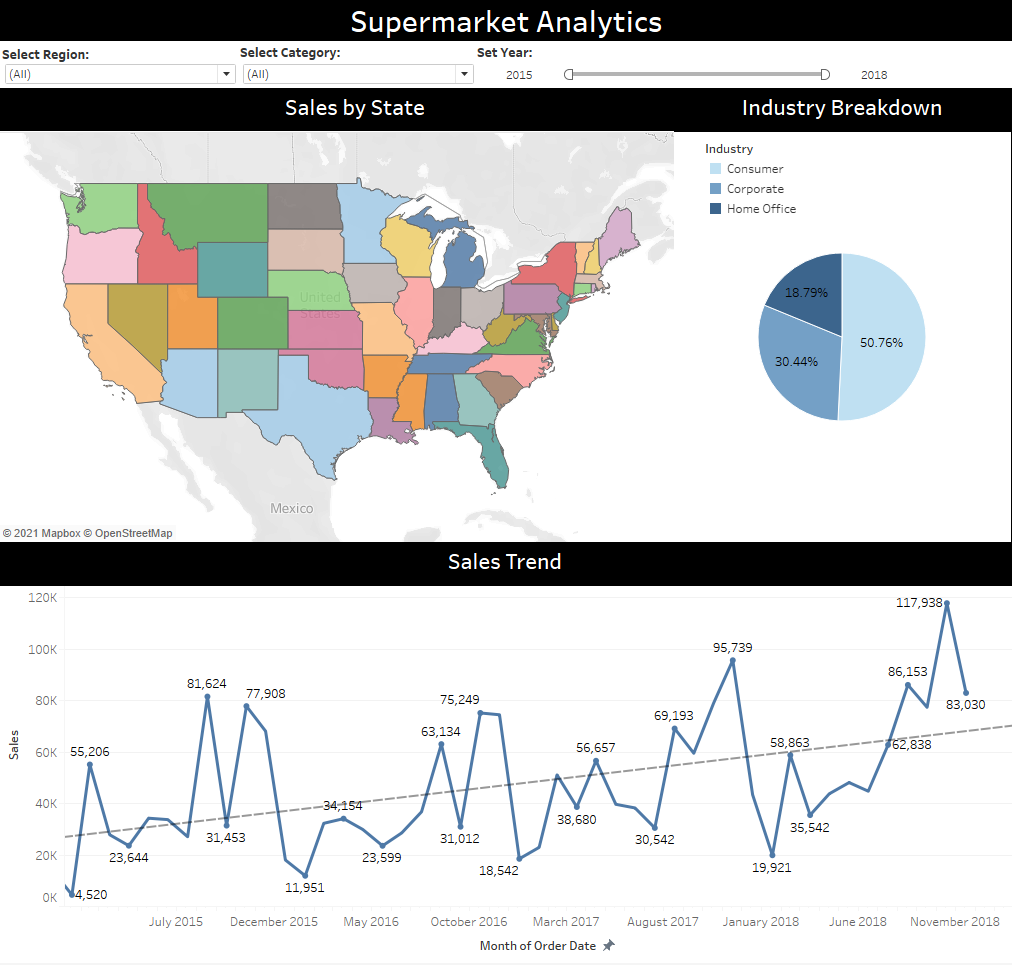 Supermarket Analytics
Select Region:
Select Category:
Set Year:
(All)
(All)
2015
2018
Sales by State
Industry Breakdown
Industry
Consumer
Corporate
Home Office
United
States
Mexico
18.79%
50.76%
30.44%
© 2021 Mapbox © OpenStreetMap
Sales Trend
120K
100K
80K
60K
40K
20K
0K
Sales
55,206
4,520
23,644
81,624
31,453
77,908
11,951
34,154
23,599
63,134
31,012
75,249
18,542
38,680
56,657
30,542
69,193
95,739
19,921
58,863
35,542
62,838
86,153
117,938
83,030
July 2015
December 2015
May 2016
October 2016
March 2017
August 2017
January 2018
June 2018
November 2018
Month of Order Date